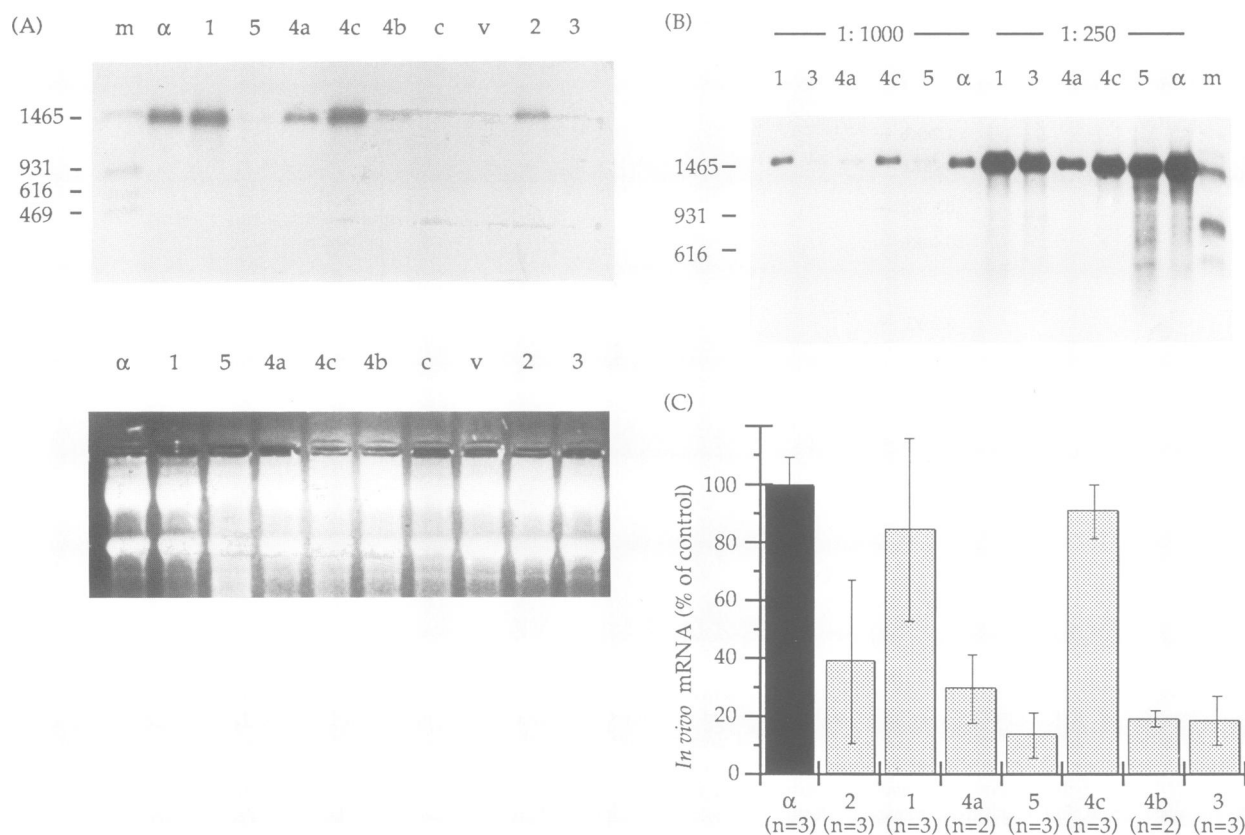 (A)
m α 1 5 4a 4c 4b c v 2 3
1465
931
616
469
α 1 5 4a 4c 4b c v 2 3
(B)
1: 1000 1: 250
1 3 4a 4c 5 α 1 3 4a 4c 5 α m
1465
931
616
(C)
In vivo mRNA (% of control)
100
80
60
40
20
0
α 2 1 4a 5 4c 4b 3
(n=3) (n=3) (n=3) (n=2) (n=3) (n=3) (n=2) (n=3)